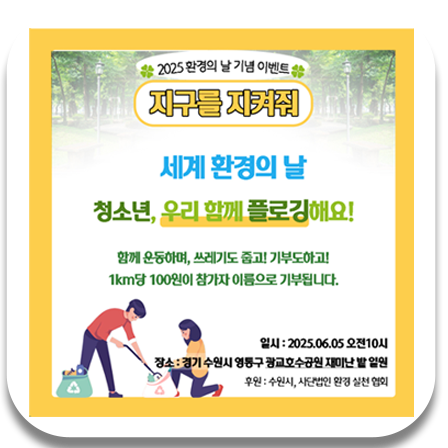 2025 환경의 날 기념 이벤트
지구를 지켜줘
세계 환경의 날
청소년, 우리 함께 플로깅해요!
함께 운동하며, 쓰레기도 줍고! 기부도하고!
1km당 100원이 참가자 이름으로 기부됩니다.
일시 : 2025.06.05 오전10시
장소 : 경기 수원시 영통구 광교호수공원 재미난 밭 일원
후원 : 수원시, 사단법인 환경 실천 협회